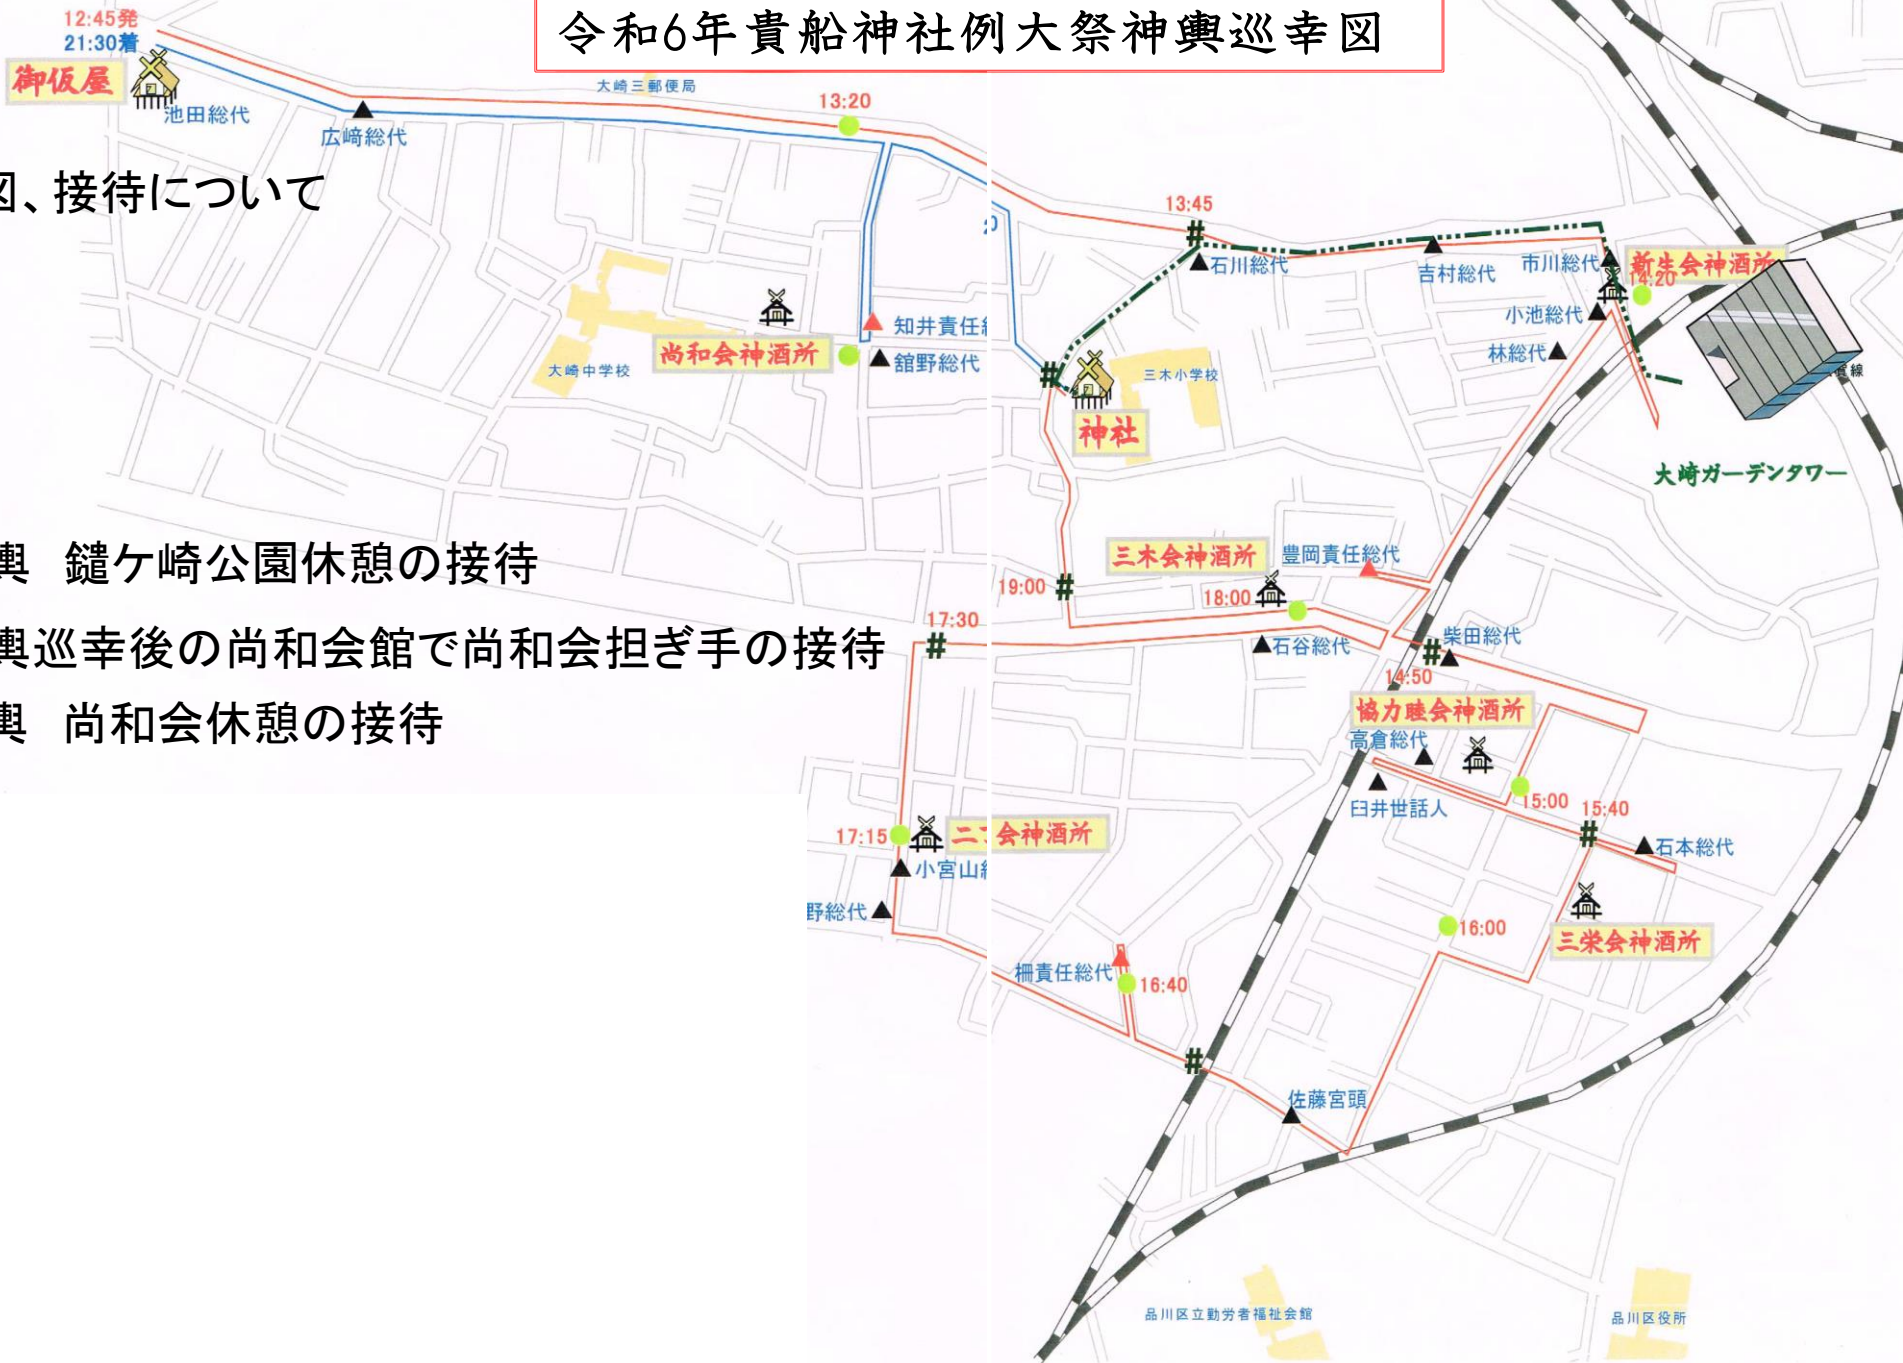 令和6年貴船神社例大祭神輿巡幸図
12:45発
21:30着
御仮屋
池田総代
広﨑総代
大崎三郵便局
13:20
図、接待について
13:45
石川総代
吉村総代
市川総代
新生会神酒所
14:20
小池総代
林総代
知井責任
舘野総代
尚和会神酒所
大崎中学校
三木小学校
神社
線
大崎ガーデンタワー
輿 鑓ケ崎公園休憩の接待
三木会神酒所
豊岡責任総代
19:00
18:00
17:30
石谷総代
柴田総代
14:50
輿巡幸後の尚和会館で尚和会担ぎ手の接待
輿 尚和会休憩の接待
協力睦会神酒所
高倉総代
臼井世話人
15:00
15:40
石本総代
17:15
会神酒所
小宮山
野総代
16:00
三栄会神酒所
柵責任総代
16:40
佐藤宮頭
品川区立勤労者福祉会館
品川区役所